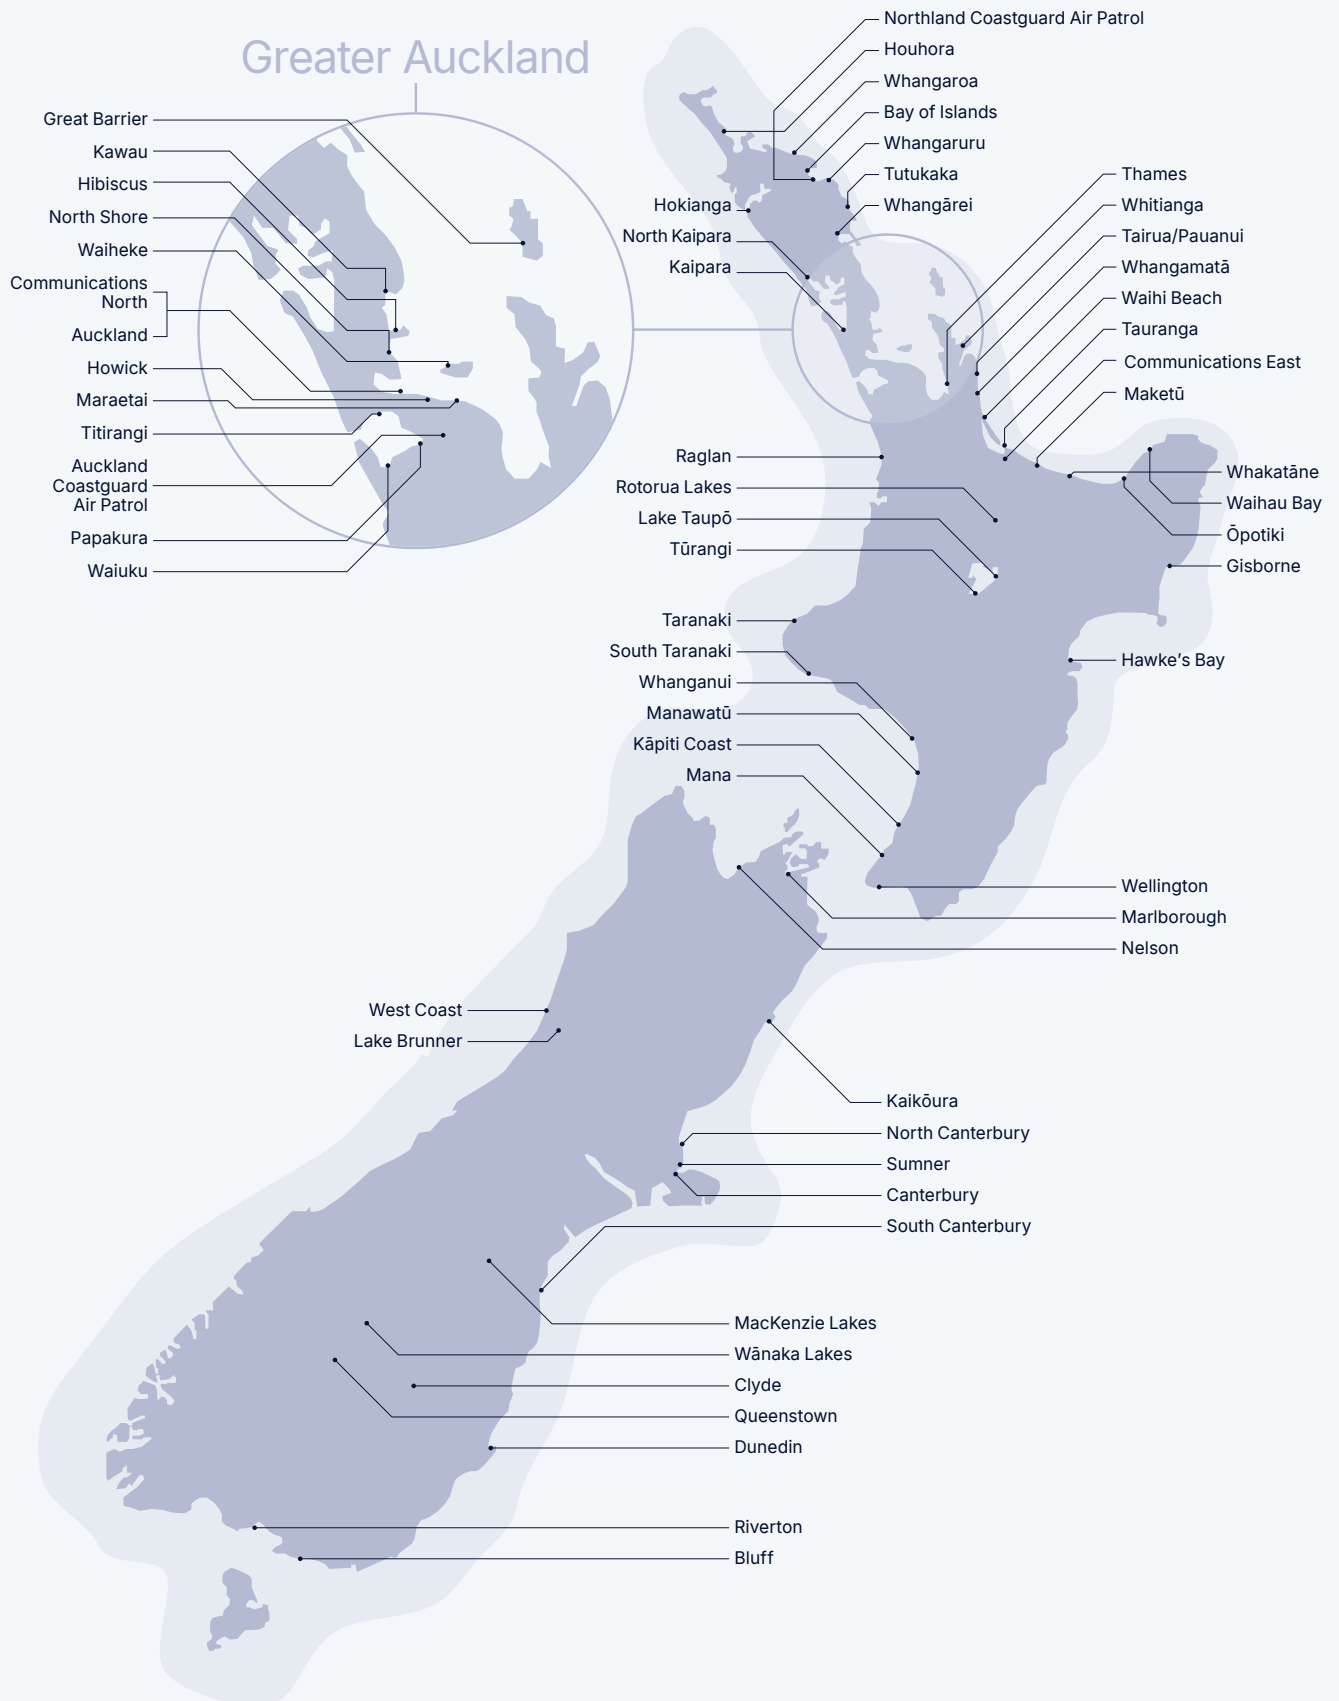 Greater Auckland
Great Barrier
Kawau
Hibiscus
North Shore
Waiheke
Communications
North
Auckland
Howick
Maraetai
Titirangi
Auckland
Coastguard
Air Patrol
Papakura
Waiuku
Northland Coastguard Air Patrol
Houhora
Whangaroa
Bay of Islands
Whangaruru
Tutukaka
Whangārei
Hokianga
North Kaipara
Kaipara
Thames
Whitianga
Tairua/Pauanui
Whangamatā
Waihi Beach
Tauranga
Communications East
Maketū
Raglan
Rotorua Lakes
Lake Taupō
Tūrangi
Whakatāne
Waihau Bay
Ōpotiki
Gisborne
Taranaki
South Taranaki
Whanganui
Manawatū
Kāpiti Coast
Mana
Hawke’s Bay
Wellington
Marlborough
Nelson
West Coast
Lake Brunner
Kaikōura
North Canterbury
Sumner
Canterbury
South Canterbury
MacKenzie Lakes
Wānaka Lakes
Clyde
Queenstown
Dunedin
Riverton
Bluff